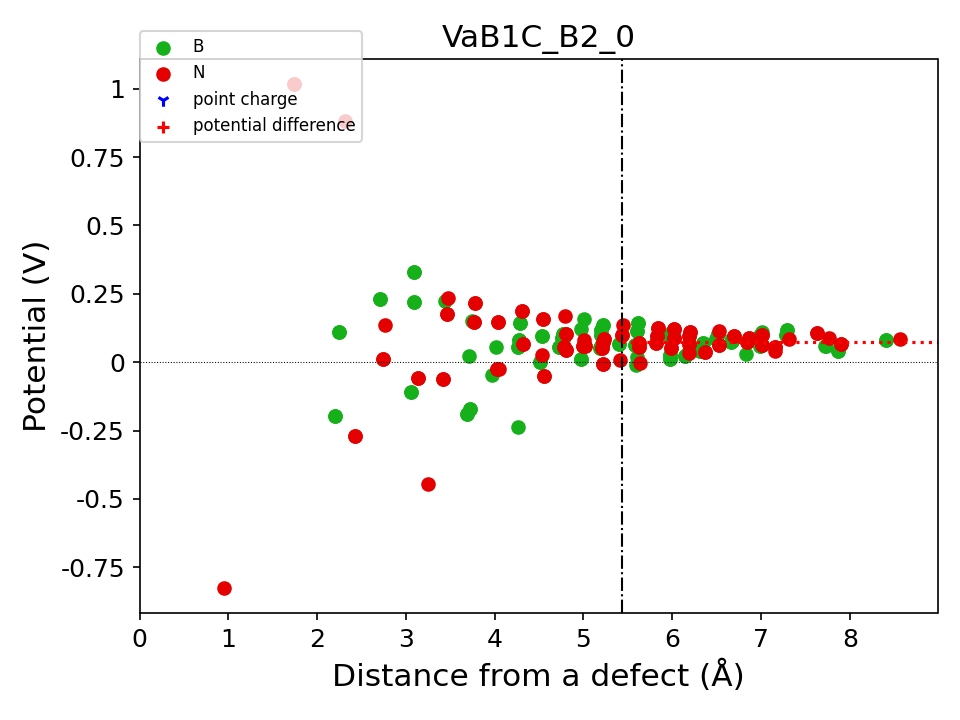 VaB1C_B2_0
B
N
point charge
potential difference
1
0.75
0.5
0.25
0
-0.25
-0.5
-0.75
Potential (V)
0 1 2 3 4 5 6 7 8
Distance from a defect (Å)